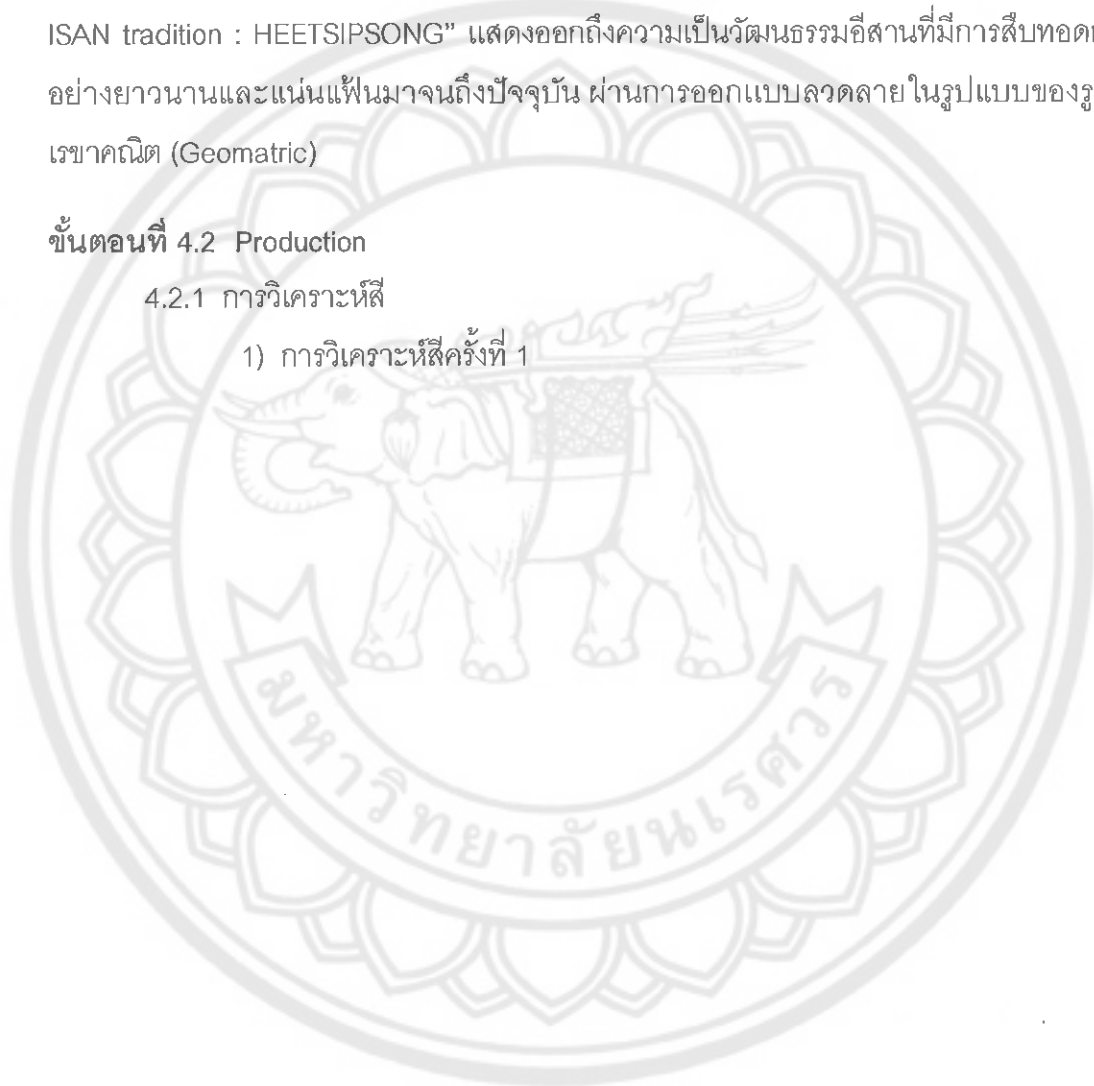 ISAN tradition : HEETSIPSONG” แสดงออกถึงความเป็นวัฒนธรรมอีสานที่มีการสืบทอด
อย่างยาวนานและแน่นแฟ้นมาจนถึงปัจจุบัน ผ่านการออกแบบลวดลายในรูปแบบของรู
เรขาคณิต (Geomatric)
ขั้นตอนที่ 4.2 Production
4.2.1 การวิเคราะห์สี
1) การวิเคราะห์สีครั้งที่ 1
มหาวิทยาลัยนเรศวร